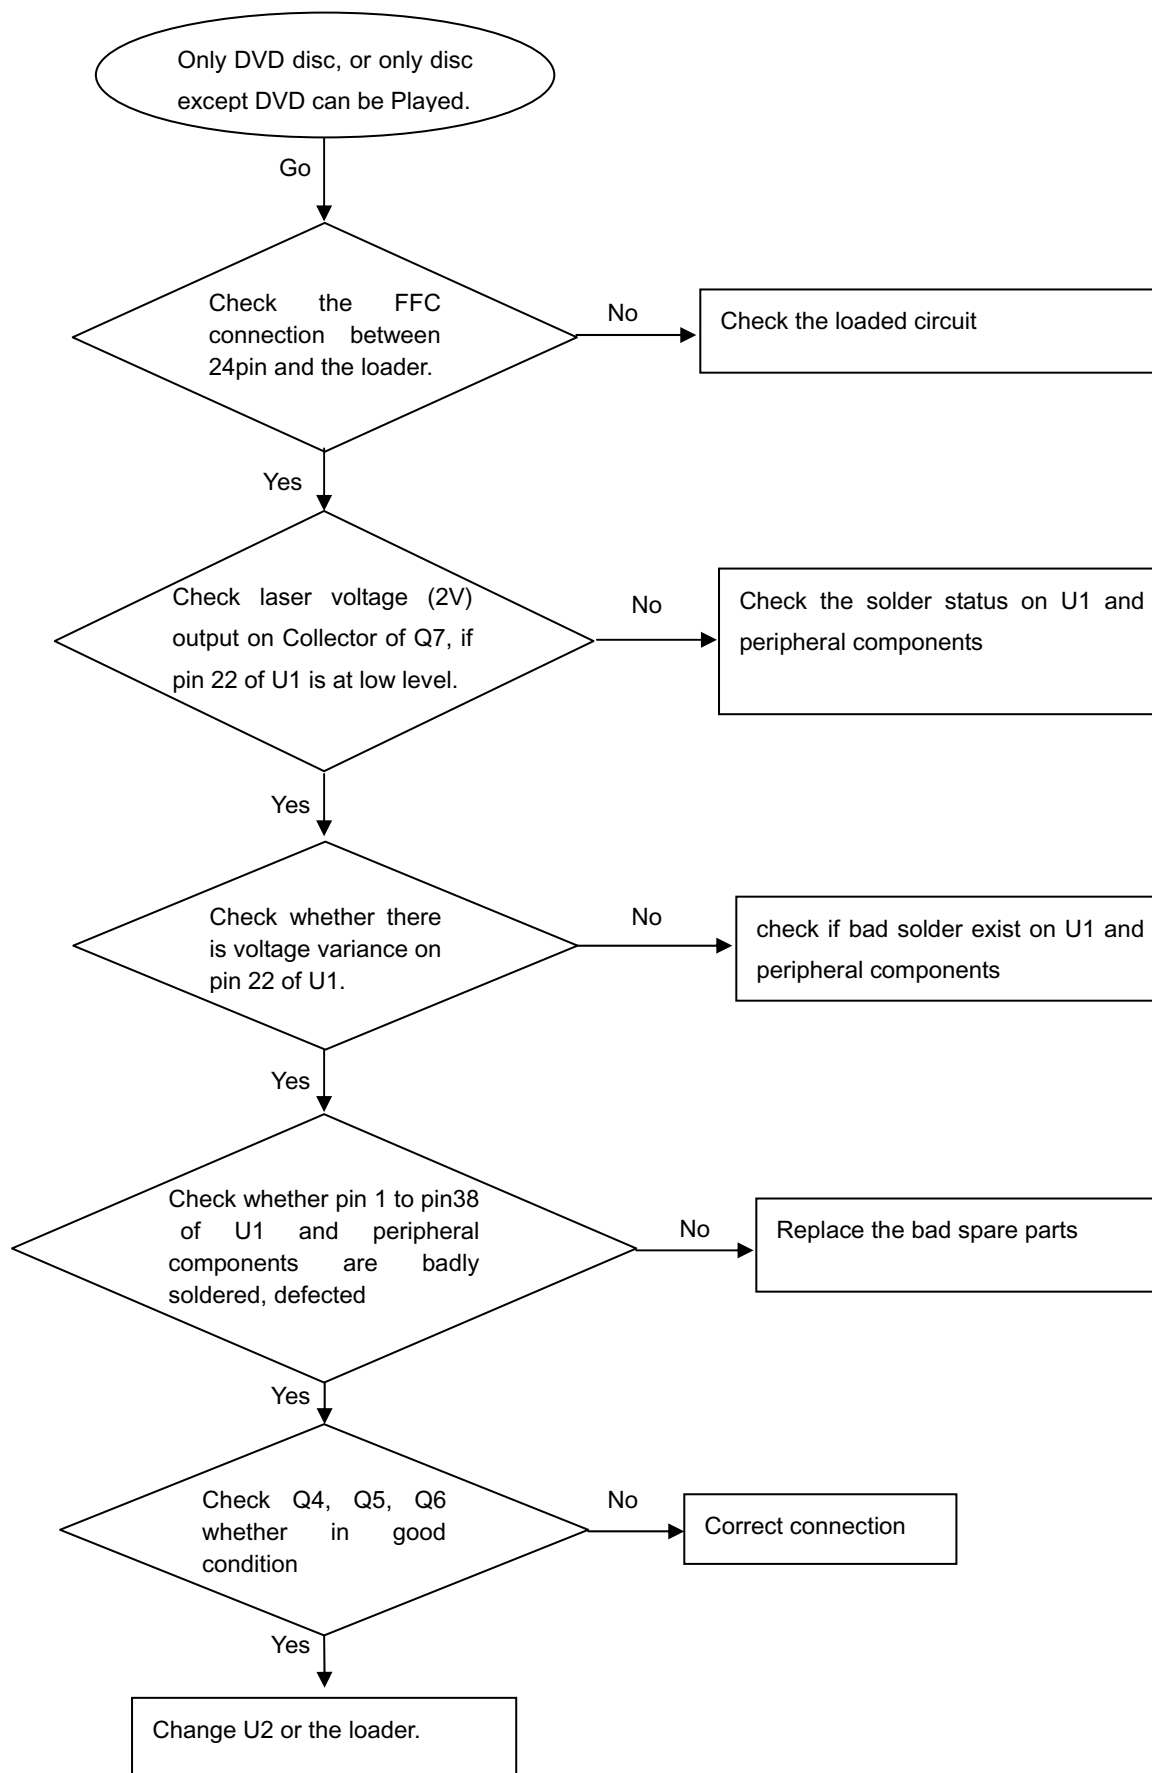 Only DVD disc, or only disc
except DVD can be Played.
Go
Check the FFC
connection between
24pin and the loader.
No
Check the loaded circuit
Yes
Check laser voltage (2V)
output on Collector of Q7, if
pin 22 of U1 is at low level.
No
Check the solder status on U1 and
peripheral components
Yes
Check whether there
is voltage variance on
pin 22 of U1.
No
check if bad solder exist on U1 and
peripheral components
Yes
Check whether pin 1 to pin38
of U1 and peripheral
components are badly
soldered, defected
No
Replace the bad spare parts
Yes
Check Q4, Q5, Q6
whether in good
condition
No
Correct connection
Yes
Change U2 or the loader.